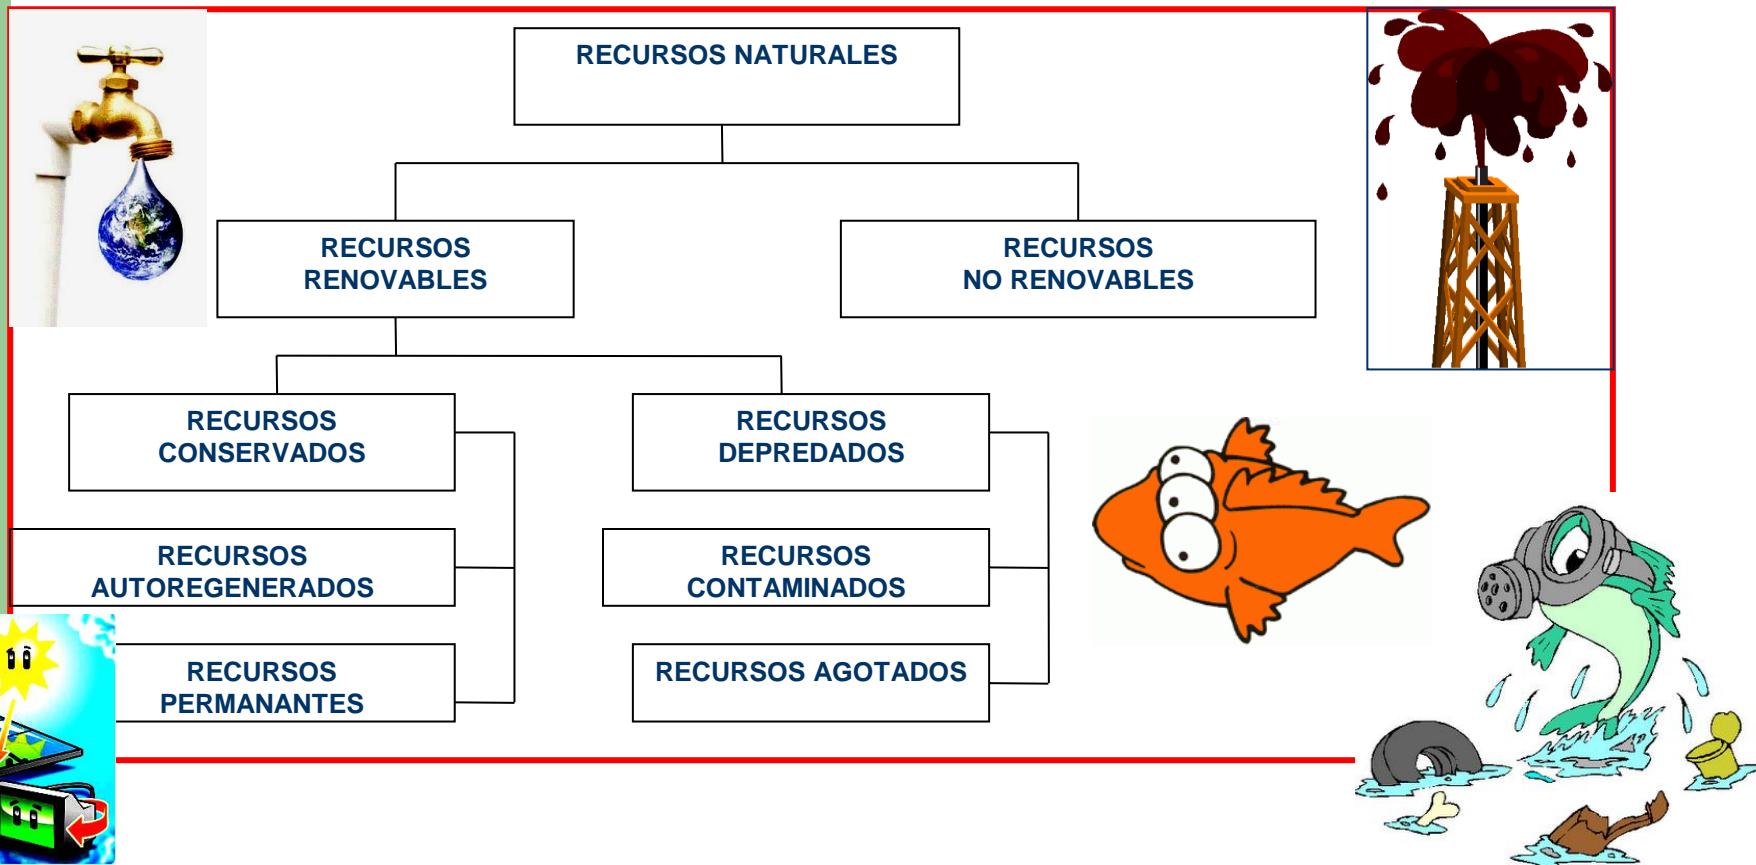 RECURSOS NATURALES
RECURSOS
RENOVABLES
RECURSOS
NO RENOVABLES
RECURSOS
CONSERVADOS
RECURSOS
DEPREDADOS
RECURSOS
AUTOREGENERADOS
RECURSOS
CONTAMINADOS
RECURSOS
PERMANANTES
RECURSOS AGOTADOS